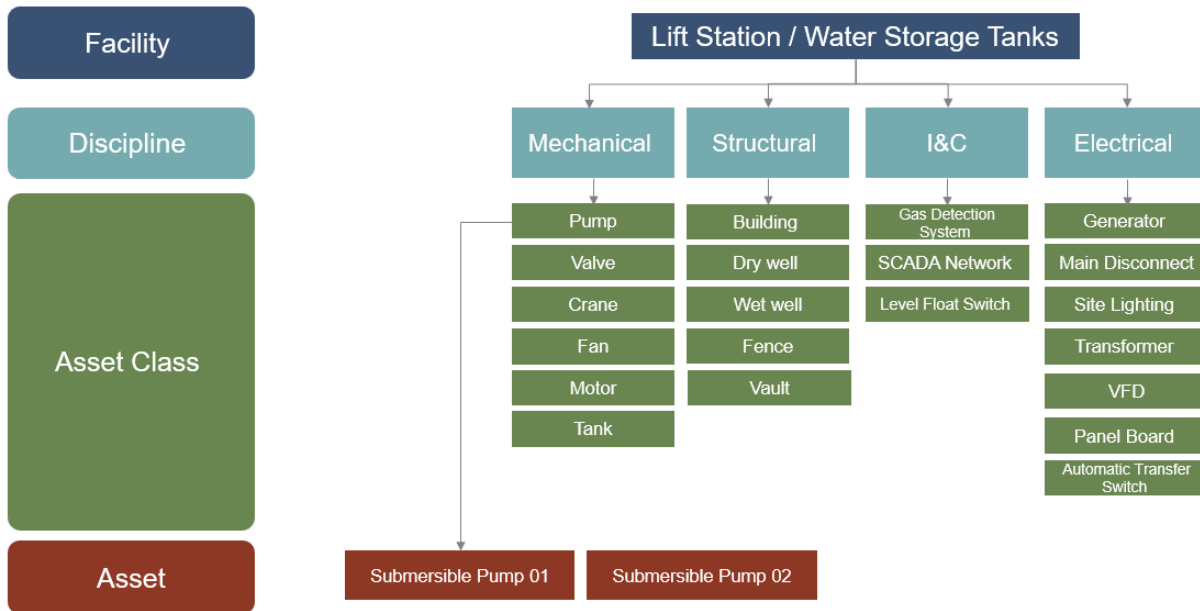 Facility
Lift Station / Water Storage Tanks
Discipline
Mechanical
Structural
I&C
Electrical
Asset Class
Pump
Valve
Crane
Fan
Motor
Tank
Building
Dry well
Wet well
Fence
Vault
Gas Detection
System
SCADA Network
Level Float Switch
Generator
Main Disconnect
Site Lighting
Transformer
VFD
Panel Board
Automatic Transfer
Switch
Asset
Submersible Pump 01
Submersible Pump 02